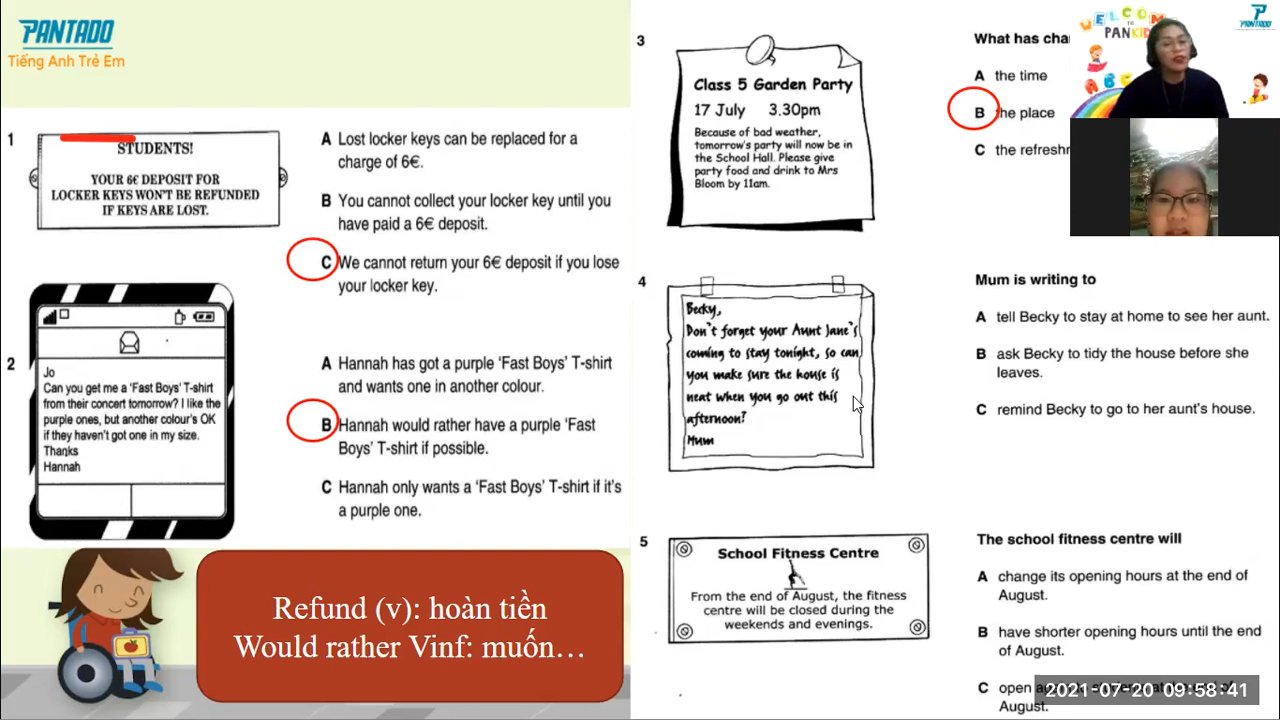 PANTADO
Tiếng Anh Trẻ Em
1
STUDENTS!
YOUR 6€ DEPOSIT FOR
LOCKER KEYS WON'T BE REFUNDED
IF KEYS ARE LOST.
A Lost locker keys can be replaced for a
charge of 6€.
B You cannot collect your locker key until you
have paid a 6€ deposit.
C We cannot return your 6€ deposit if you lose
your locker key.
2
Jo
Can you get me a 'Fast Boys' T-shirt
from their concert tomorrow? I like the
purple ones, but another colour's OK
if they haven't got one in my size.
Thanks
Hannah
A Hannah has got a purple 'Fast Boys' T-shirt
and wants one in another colour.
B Hannah would rather have a purple 'Fast
Boys' T-shirt if possible.
C Hannah only wants a 'Fast Boys' T-shirt if it's
a purple one.
Refund (v): hoàn tiền
Would rather Vinf: muốn…
3
Class 5 Garden Party
17 July 3.30pm
Because of bad weather,
tomorrow's party will now be in
the School Hall. Please give
party food and drink to Mrs
Bloom by 11am.
What has
A the time
B the place
C the
WELCOM
TO
PANTADO
4
Becky,
Don't forget your Aunt Jane's
coming to stay tonight, so can
you make sure the house is
neat when you go out this
afternoon?
Mum
Mum is writing to
A tell Becky to stay at home to see her aunt.
B ask Becky to tidy the house before she
leaves.
C remind Becky to go to her aunt's house.
5
School Fitness Centre
From the end of August, the fitness
centre will be closed during the
weekends and evenings.
The school fitness centre will
A change its opening hours at the end of
August.
B have shorter opening hours until the end
of August.
C open
August.
2021-07-20 09:58:41